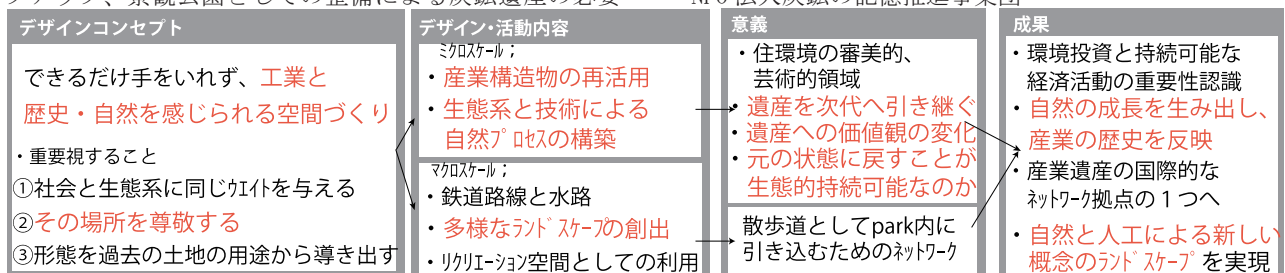 デザインコンセプト
できるだけ手をいれず、工業と
歴史・自然を感じられる空間づくり
・重要視すること
①社会と生態系に同じｳｴｲﾄを与える
②その場所を尊敬する
③形態を過去の土地の用途から導き出す
デザイン・活動内容
ﾐｸﾛｽｹｰﾙ；
・産業構造物の再活用
・生態系と技術による
自然ﾌﾟﾛｾｽの構築
ﾏｸﾛｽｹｰﾙ；
・鉄道路線と水路
・多様なﾗﾝﾄﾞｽｹｰﾌﾟの創出
・ﾘｸﾘｴｰｼｮﾝ空間としての利用
意義
・住環境の審美的、
芸術的領域
・遺産を次代へ引き継ぐ
・遺産への価値観の変化
・元の状態に戻すことが
生態的持続可能なのか
散歩道としてpark内に
引き込むためのﾈｯﾄﾜｰｸ
成果
・環境投資と持続可能な
経済活動の重要性認識
・自然の成長を生み出し、
産業の歴史を反映
・産業遺産の国際的な
ﾈｯﾄﾜｰｸ拠点の１つへ
・自然と人工による新しい
概念のﾗﾝﾄﾞｽｹｰﾌﾟを実現